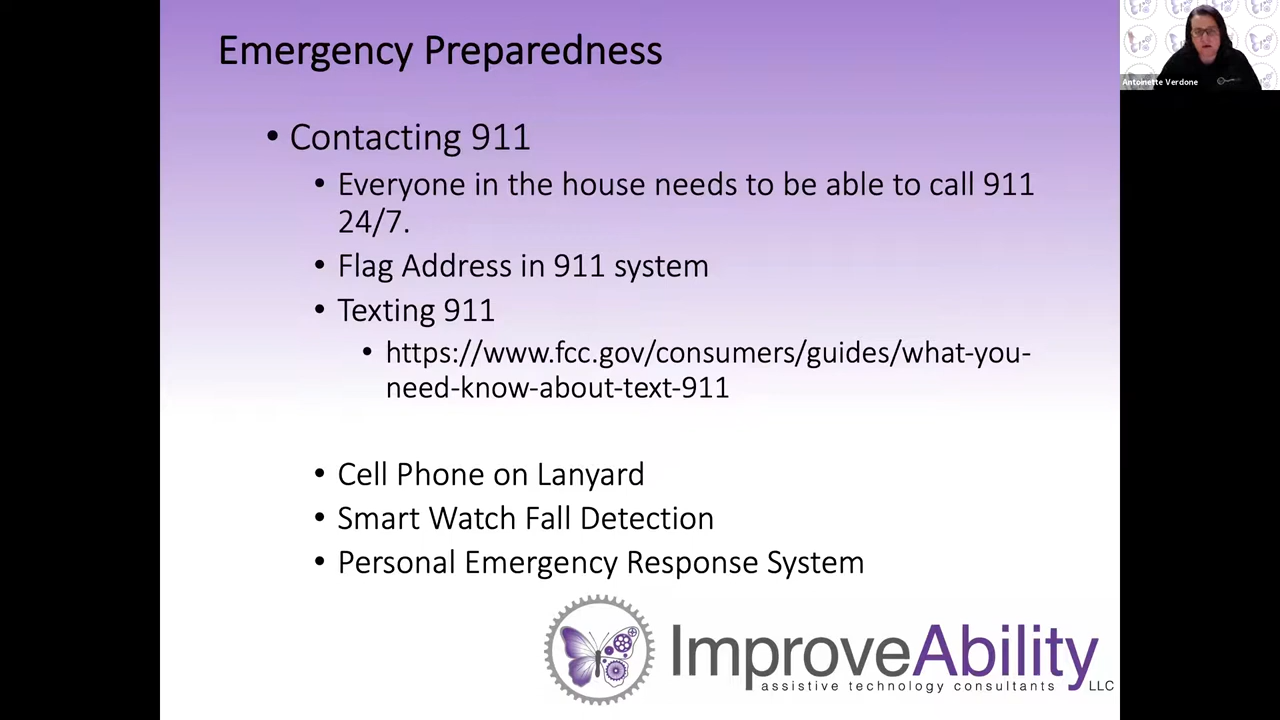 Emergency Preparedness
Antoinette Verdone
• Contacting 911
• Everyone in the house needs to be able to call 911
24/7.
• Flag Address in 911 system
• Texting 911
• https://www.fcc.gov/consumers/guides/what-you-
need-know-about-text-911
• Cell Phone on Lanyard
• Smart Watch Fall Detection
• Personal Emergency Response System
ImproveAbility
assistive technology consultants LLC